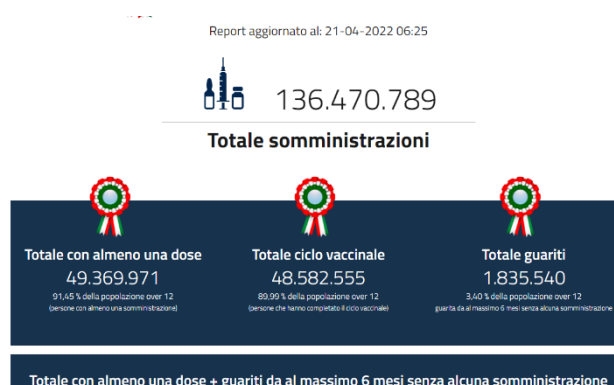 Report aggiornato al: 21-04-2022 06:25
136.470.789
Totale somministrazioni
Totale con almeno una dose
49.369.971
91,45 % della popolazione over 12
(persone con almeno una somministrazione)
Totale ciclo vaccinale
48.582.555
89,99 % della popolazione over 12
(persone che hanno completato il ciclo vaccinale)
Totale guariti
1.835.540
3,40 % della popolazione over 12
guarita da al massimo 6 mesi senza alcuna somministrazione
Totale con almeno una dose + guariti da al massimo 6 mesi senza alcuna somministrazione